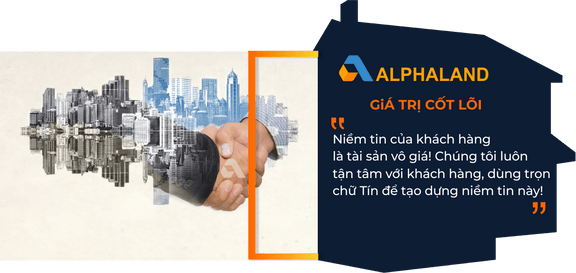 ALPHALAND
GiÁ TRỊ CỐT LÕI
"
Niềm tin của khách hàng
là tài sản vô giá! Chúng tôi luôn
tận tâm với khách hàng, dùng trọn
chữ Tín để tạo dựng niềm tin này!
"